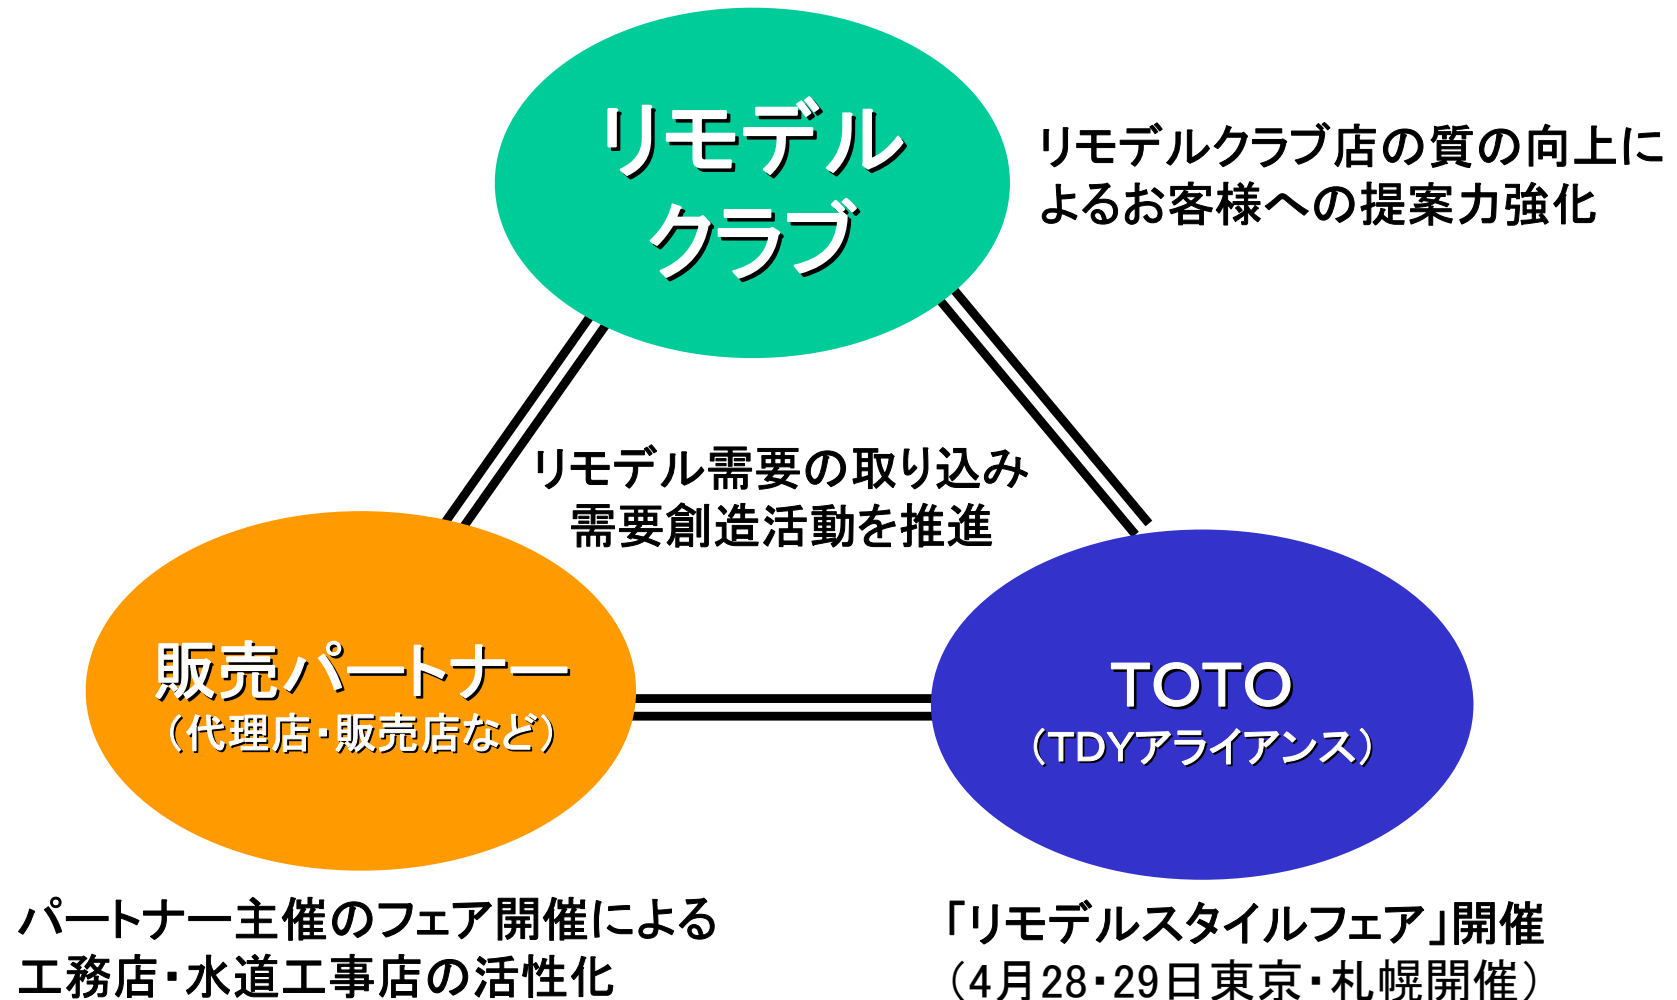 リモデル
クラブ
リモデルクラブ店の質の向上に
よるお客様への提案力強化
リモデル需要の取り込み
需要創造活動を推進
販売パートナー
（代理店・販売店など）
TOTO
（TDYアライアンス）
パートナー主催のフェア開催による
工務店・水道工事店の活性化
「リモデルスタイルフェア」開催
（4月28・29日東京・札幌開催）